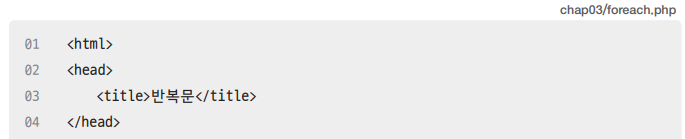 chap03/foreach.php
01 <html>
02 <head>
03 <title>반복문</title>
04 </head>